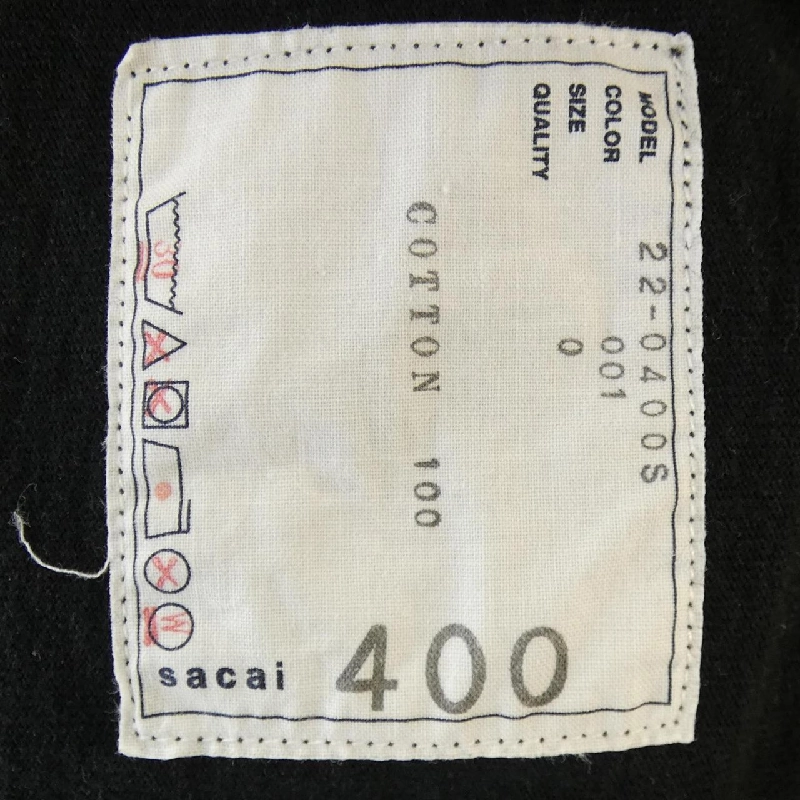 MODEL 22-0400S
COLOR 001
SIZE 0
QUALITY
COTTON 100
30
W
sacai 400